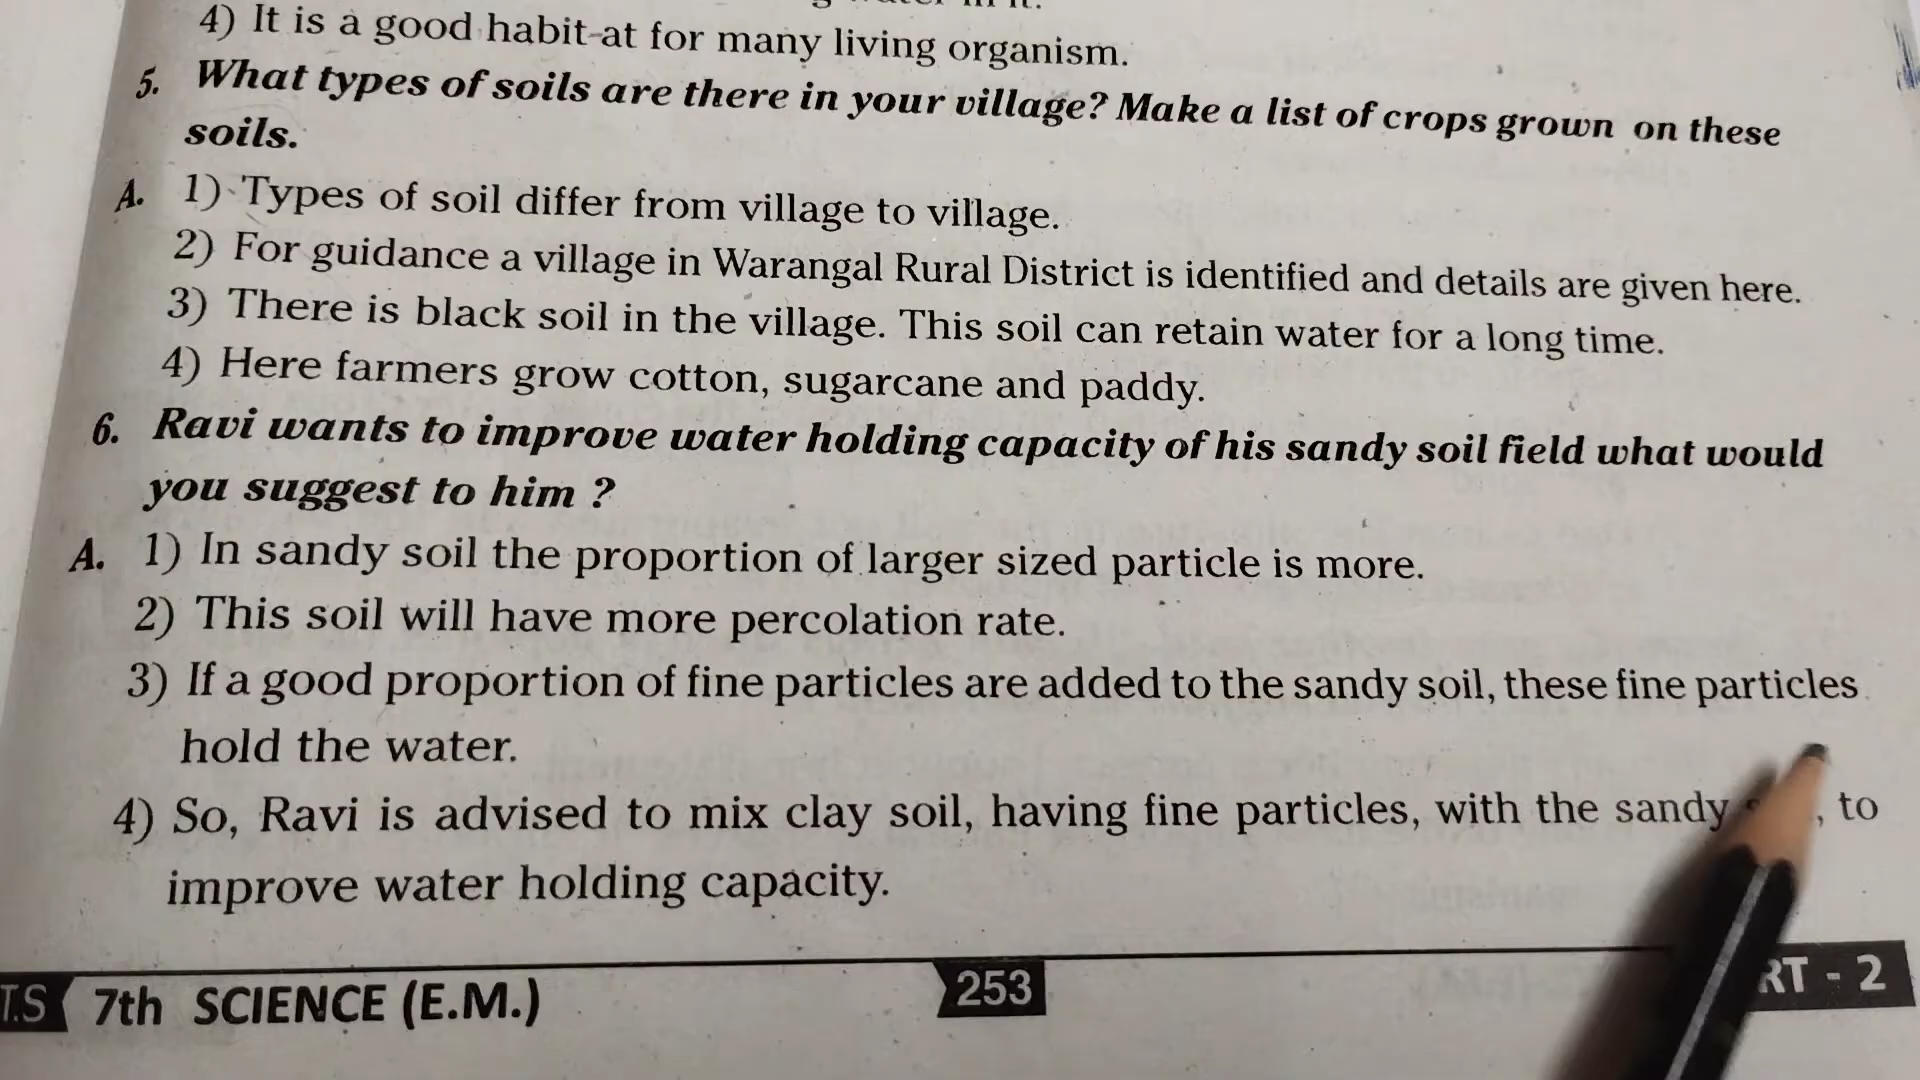 4) It is a good habit-at for many living organism.
5. What types of soils are there in your village? Make a list of crops grown on these
soils.
A. 1) Types of soil differ from village to village.
2) For guidance a village in Warangal Rural District is identified and details are given here.
3) There is black soil in the village. This soil can retain water for a long time.
4) Here farmers grow cotton, sugarcane and paddy.
6. Ravi wants to improve water holding capacity of his sandy soil field what would
you suggest to him ?
A. 1) In sandy soil the proportion of larger sized particle is more.
2) This soil will have more percolation rate.
3) If a good proportion of fine particles are added to the sandy soil, these fine particles
hold the water.
4) So, Ravi is advised to mix clay soil, having fine particles, with the sandy , to
improve water holding capacity.
T.S 7th SCIENCE (E.M.) 253 RT - 2